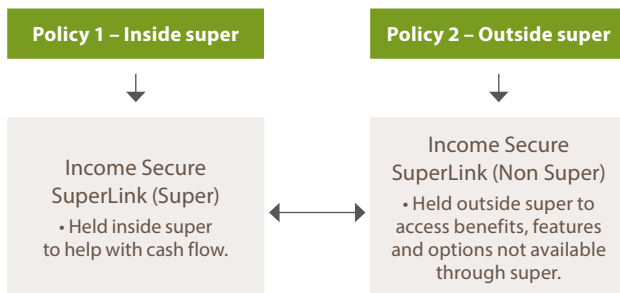 Policy 1 – Inside super
Policy 2 – Outside super
Income Secure
SuperLink (Super)
• Held inside super
to help with cash flow.
Income Secure
SuperLink (Non Super)
• Held outside super to
access benefits, features
and options not available
through super.